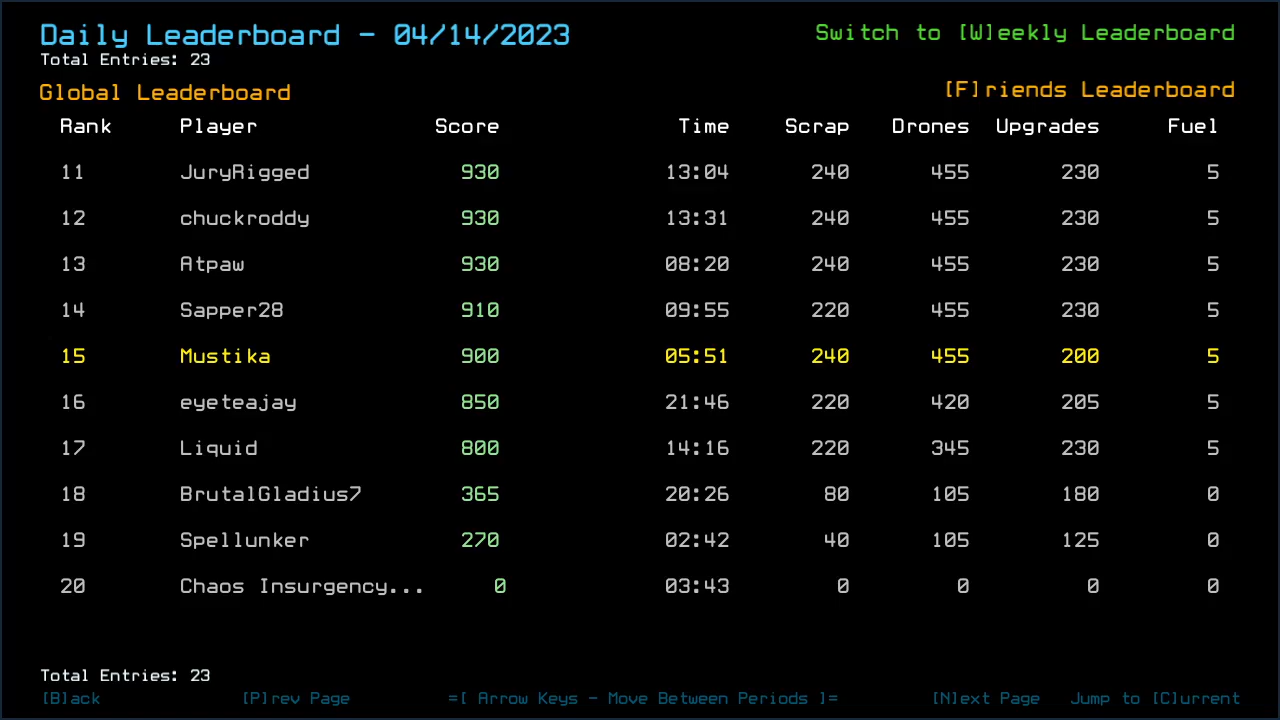 Daily Leaderboard - 04/14/2023 Switch to [W]eekly Leaderboard
Total Entries: 23
Global Leaderboard [F]riends Leaderboard
Rank Player Score Time Scrap Drones Upgrades Fuel
11 JuryRigged 930 13:04 240 455 230 5
12 chuckroddy 930 13:31 240 455 230 5
13 Atpaw 930 08:20 240 455 230 5
14 Sapper28 910 09:55 220 455 230 5
15 Mustika 900 05:51 240 455 200 5
16 eyeteajay 850 21:46 220 420 205 5
17 Liquid 800 14:16 220 345 230 5
18 BrutalGladius7 365 20:26 80 105 180 0
19 Spellunker 270 02:42 40 105 125 0
20 Chaos Insurgency... 0 03:43 0 0 0 0
Total Entries: 23
[B]ack [P]rev Page =[ Arrow Keys - Move Between Periods ]= [N]ext Page Jump to [C]urrent